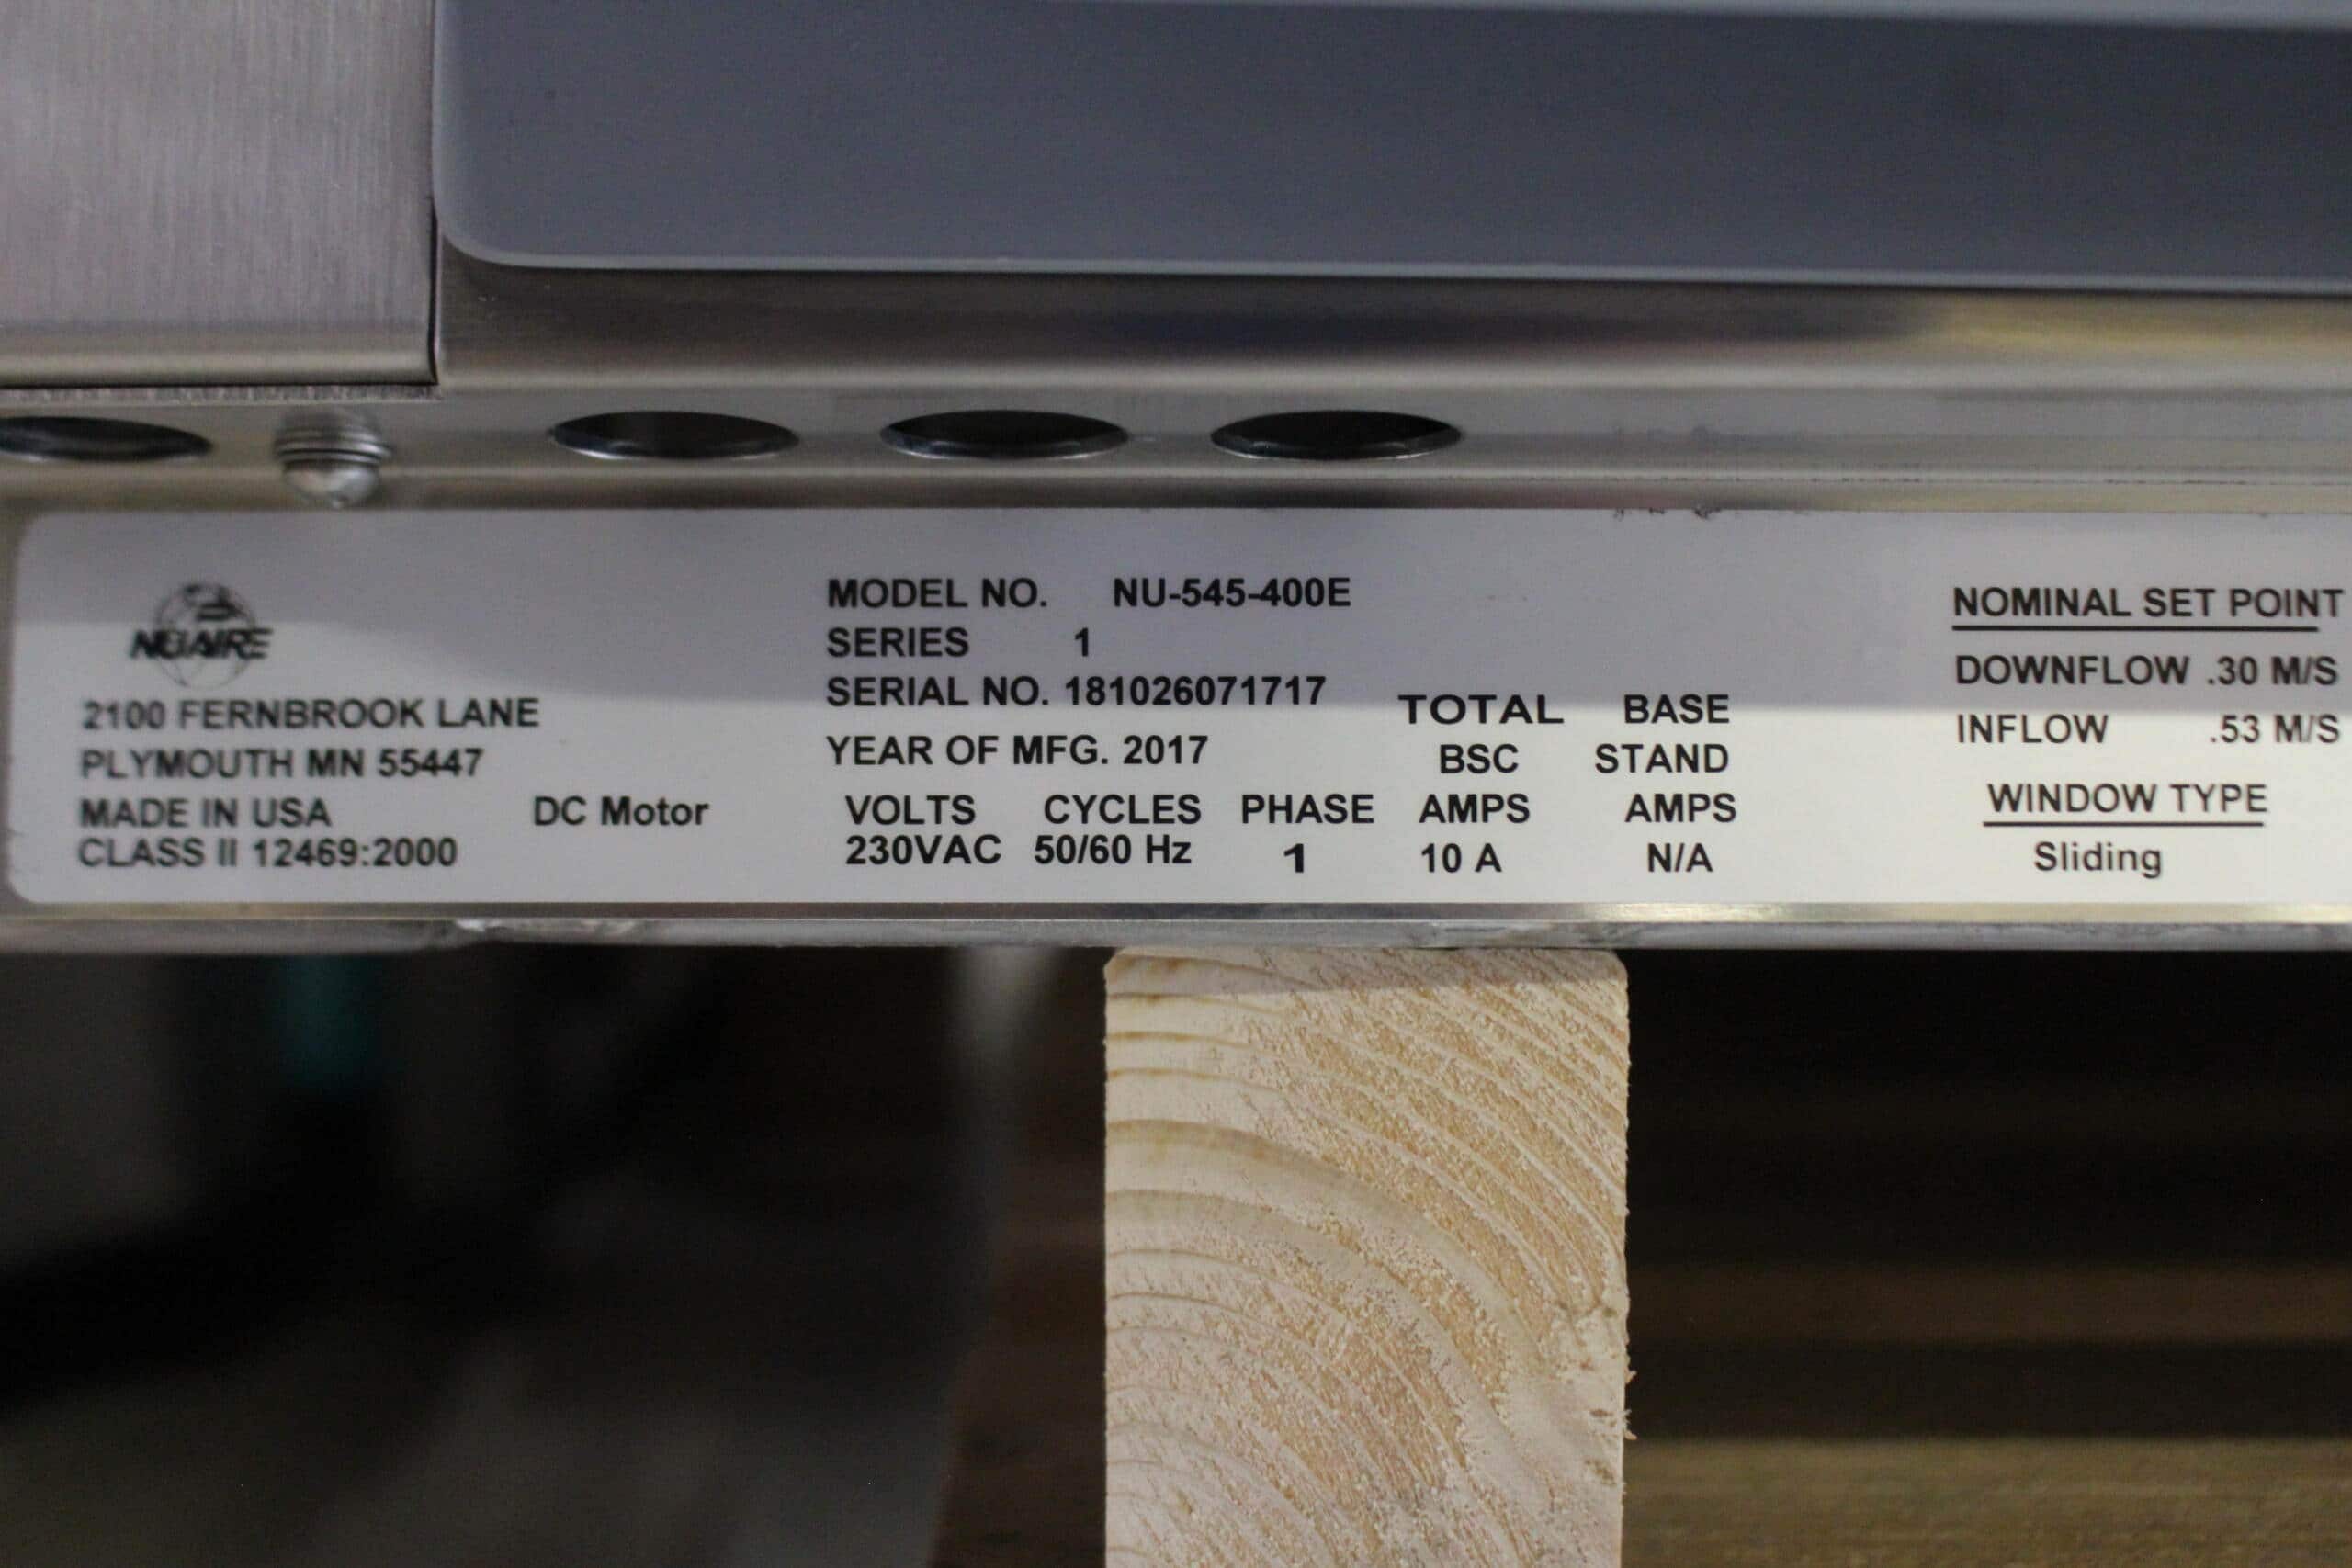 NUAIRE
2100 FERNBROOK LANE
PLYMOUTH MN 55447
MADE IN USA
CLASS II 12469:2000
DC Motor
MODEL NO. NU-545-400E
SERIES 1
SERIAL NO. 181026071717
YEAR OF MFG. 2017
TOTAL BASE
BSC STAND
VOLTS CYCLES PHASE AMPS AMPS
230VAC 50/60 Hz 1 10 A N/A
NOMINAL SET POINT
DOWNFLOW .30 M/S
INFLOW .53 M/S
WINDOW TYPE
Sliding